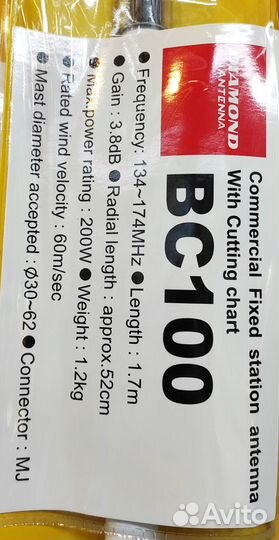 DIAMOND
ANTENNA
Commercial Fixed station antenna
With Cutting chart
BC100
● Frequency: 134~174MHz ● Length : 1.7m
● Gain : 3.8dB ● Radial length : approx.52cm
● Max.power rating : 200W ● Weight : 1.2kg
● Rated wind velocity : 60m/sec
● Mast diameter accepted : ø30~62 ● Connector : MJ
Avito